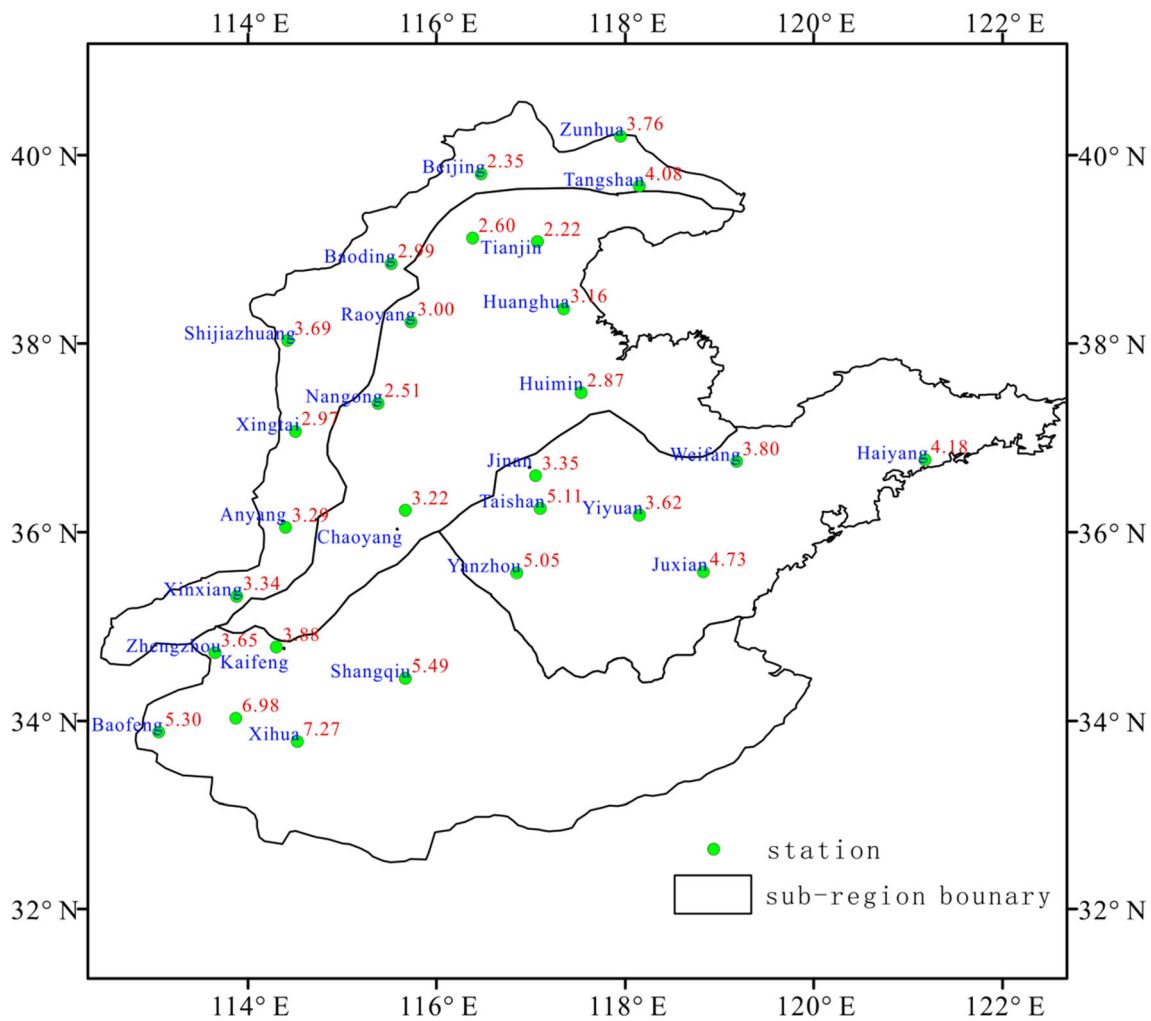 114° E 116° E 118° E 120° E 122° E
Zunhua 3.76
40° N 40° N
Beijing 2.35
Tangshan 4.08
2.60 2.22
Tianjin
Baoding 2.99
Huanghua 3.16
Raoyang 3.00
Shijiazhuang 3.69
38° N 38° N
Huimin 2.87
Nangong 2.51
Xingtai 2.97
Weifang 3.80
Haiyang 4.18
Jinan 3.35
Taishan 5.11
Yiyuan 3.62
3.22
Anyang 3.29
Chaoyang
36° N 36° N
Yanzhou 5.05
Juxian 4.73
Xinxiang 3.34
Zhengzhou 3.65
3.88
Kaifeng
Shangqiu 5.49
6.98
Baofeng 5.30
Xihua 7.27
34° N 34° N
station
sub-region bounary
32° N 32° N
114° E 116° E 118° E 120° E 122° E